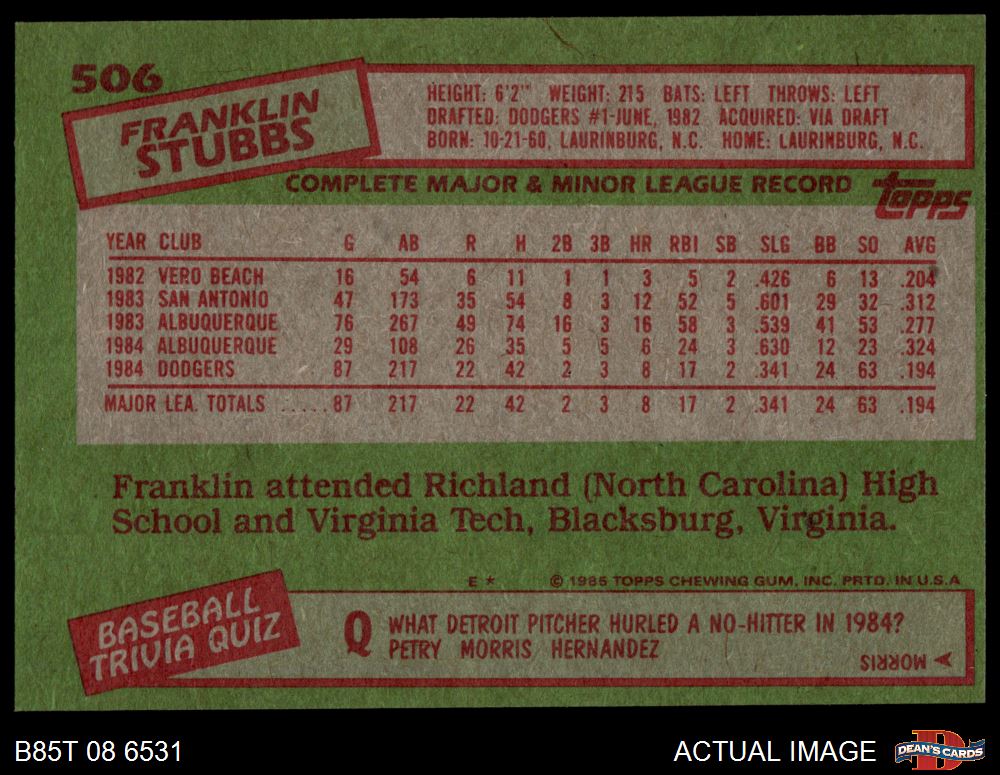 506
FRANKLIN
STUBBS
HEIGHT: 6'2" WEIGHT: 215 BATS: LEFT THROWS: LEFT
DRAFTED: DODGERS #1-JUNE, 1982 ACQUIRED: VIA DRAFT
BORN: 10-21-60, LAURINBURG, N.C. HOME: LAURINBURG, N.C.
COMPLETE MAJOR & MINOR LEAGUE RECORD
topps
YEAR CLUB G AB R H 2B 3B HR RBI SB SLG BB SO AVG
1982 VERO BEACH 16 54 6 11 1 1 3 5 2 .426 6 13 .204
1983 SAN ANTONIO 47 173 35 54 8 3 12 52 5 .601 29 32 .312
1983 ALBUQUERQUE 76 267 49 74 16 3 16 58 3 .539 41 53 .277
1984 ALBUQUERQUE 29 108 26 35 5 5 6 24 3 .630 12 23 .324
1984 DODGERS 87 217 22 42 2 3 8 17 2 .341 24 63 .194
MAJOR LEA. TOTALS .....87 217 22 42 2 3 8 17 2 .341 24 63 .194
Franklin attended Richland (North Carolina) High
School and Virginia Tech, Blacksburg, Virginia.
E * © 1985 TOPPS CHEWING GUM, INC. PRTD. IN U.S.A
BASEBALL
TRIVIA QUIZ
Q WHAT DETROIT PITCHER HURLED A NO-HITTER IN 1984?
PETRY MORRIS HERNANDEZ
A MORRIS
B85T 08 6531
ACTUAL IMAGE
DEAN'S CARDS